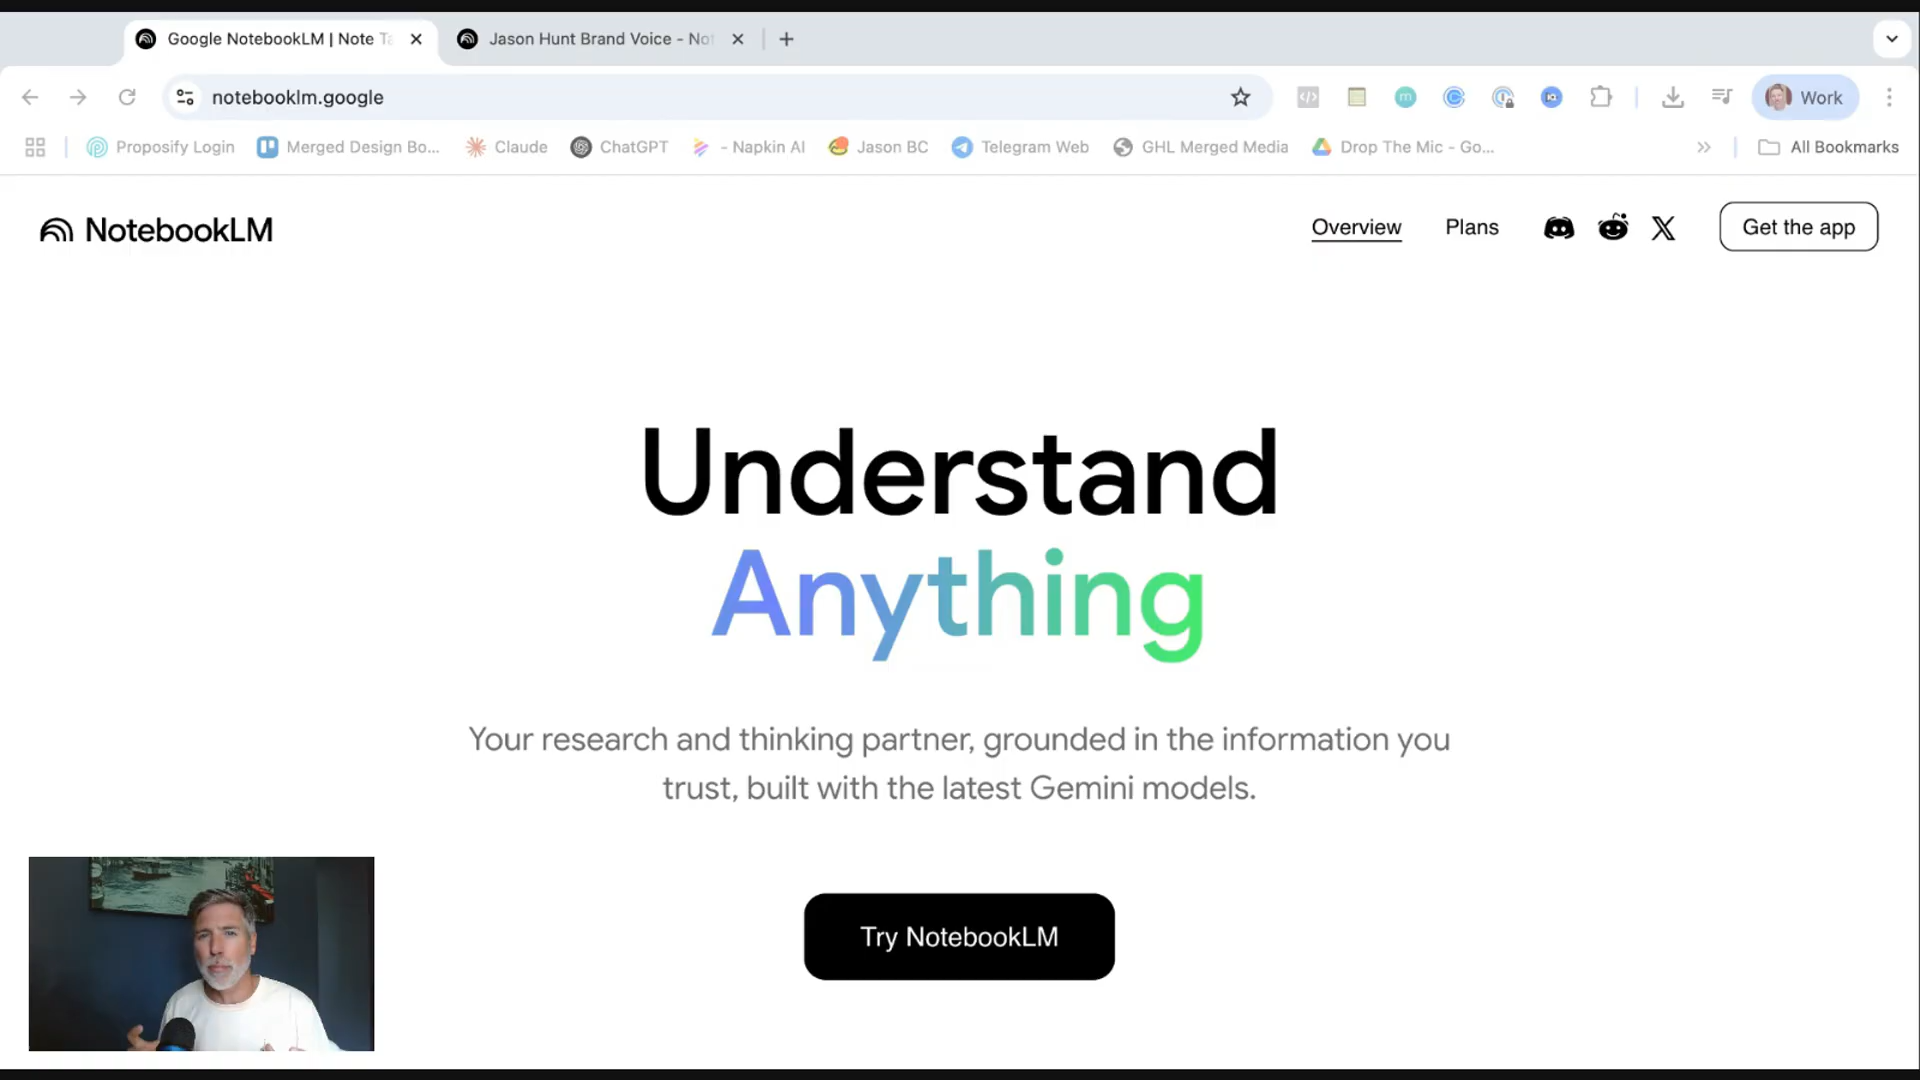 Google NotebookLM | Note Ta
Jason Hunt Brand Voice - Not
notebooklm.google
Work
Proposify Login
Merged Design Bo...
Claude
ChatGPT
- Napkin AI
Jason BC
Telegram Web
GHL Merged Media
Drop The Mic - Go...
All Bookmarks
NotebookLM
Overview
Plans
Get the app
Understand
Anything
Your research and thinking partner, grounded in the information you
trust, built with the latest Gemini models.
Try NotebookLM